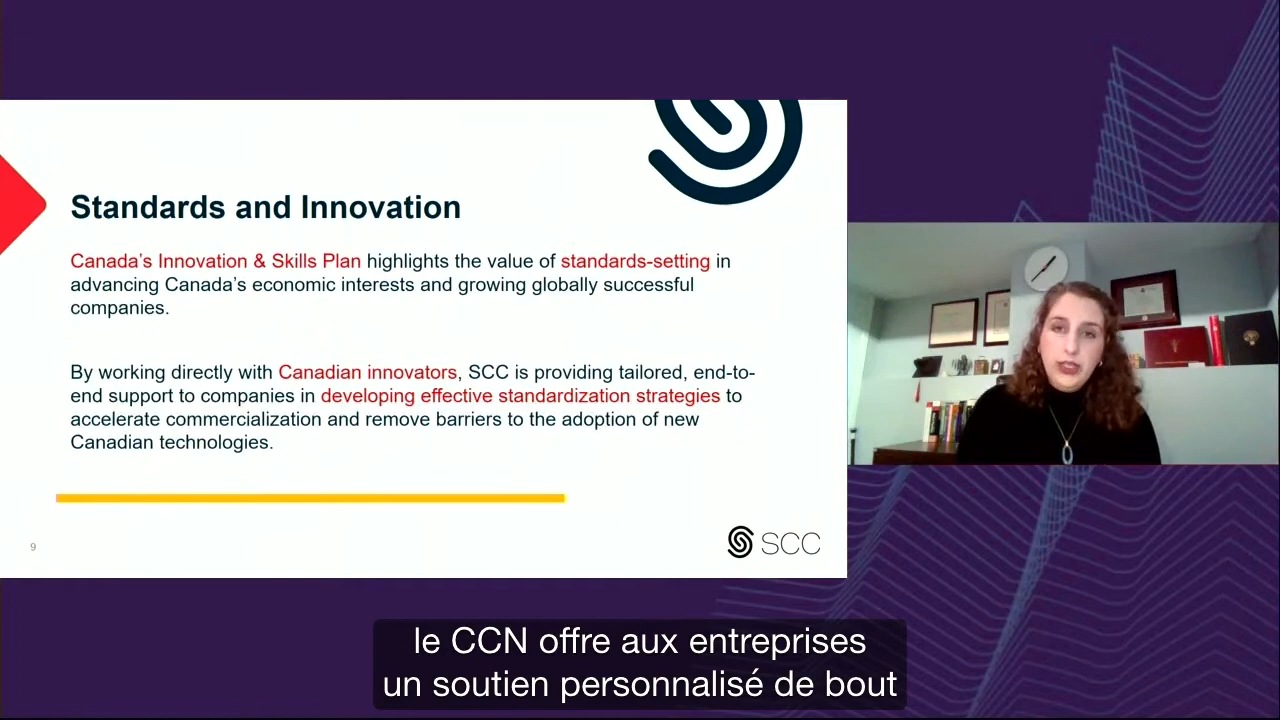 Standards and Innovation
Canada's Innovation & Skills Plan highlights the value of standards-setting in
advancing Canada's economic interests and growing globally successful
companies.
By working directly with Canadian innovators, SCC is providing tailored, end-to-
end support to companies in developing effective standardization strategies to
accelerate commercialization and remove barriers to the adoption of new
Canadian technologies.
9
SCC
le CCN offre aux entreprises
un soutien personnalisé de bout